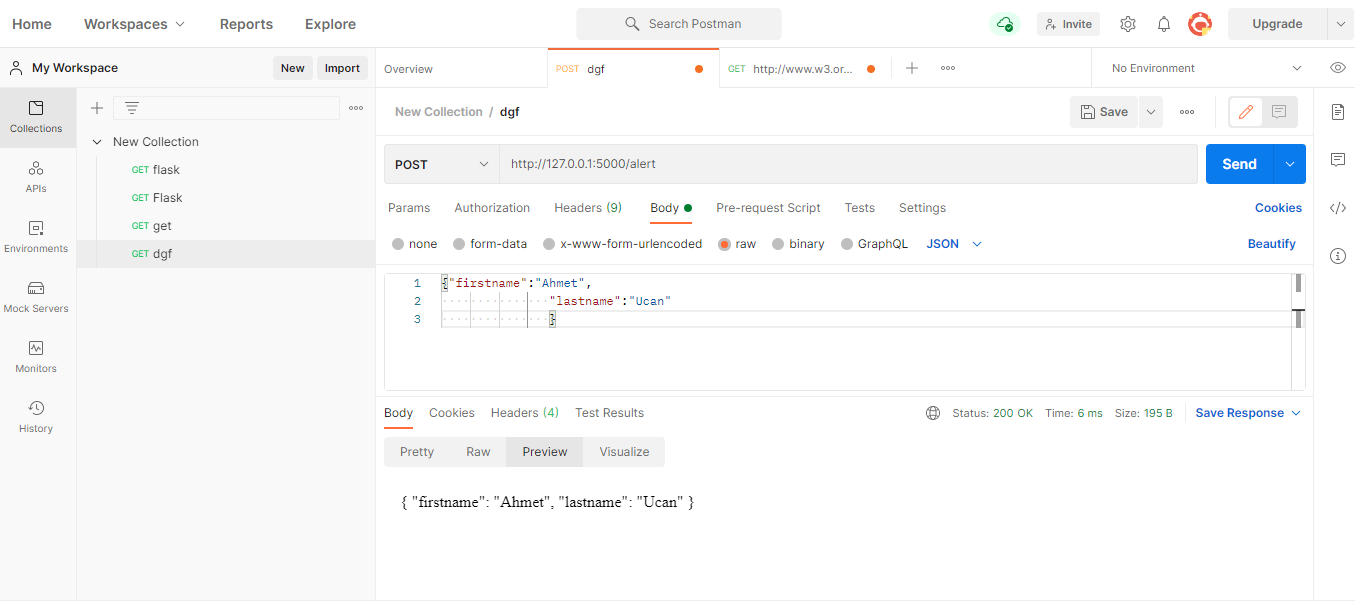 Home Workspaces Reports Explore Search Postman Invite Upgrade
My Workspace New Import Overview POST dgf GET http://www.w3.or... No Environment
Collections
APIs
Environments
Mock Servers
Monitors
History
New Collection
GET flask
GET Flask
GET get
GET dgf
New Collection / dgf Save
POST http://127.0.0.1:5000/alert Send
Params Authorization Headers (9) Body Pre-request Script Tests Settings Cookies
none form-data x-www-form-urlencoded raw binary GraphQL JSON Beautify
1 {"firstname":"Ahmet",
2 "lastname":"Ucan"
3 }
Body Cookies Headers (4) Test Results Status: 200 OK Time: 6 ms Size: 195 B Save Response
Pretty Raw Preview Visualize
{ "firstname": "Ahmet", "lastname": "Ucan" }